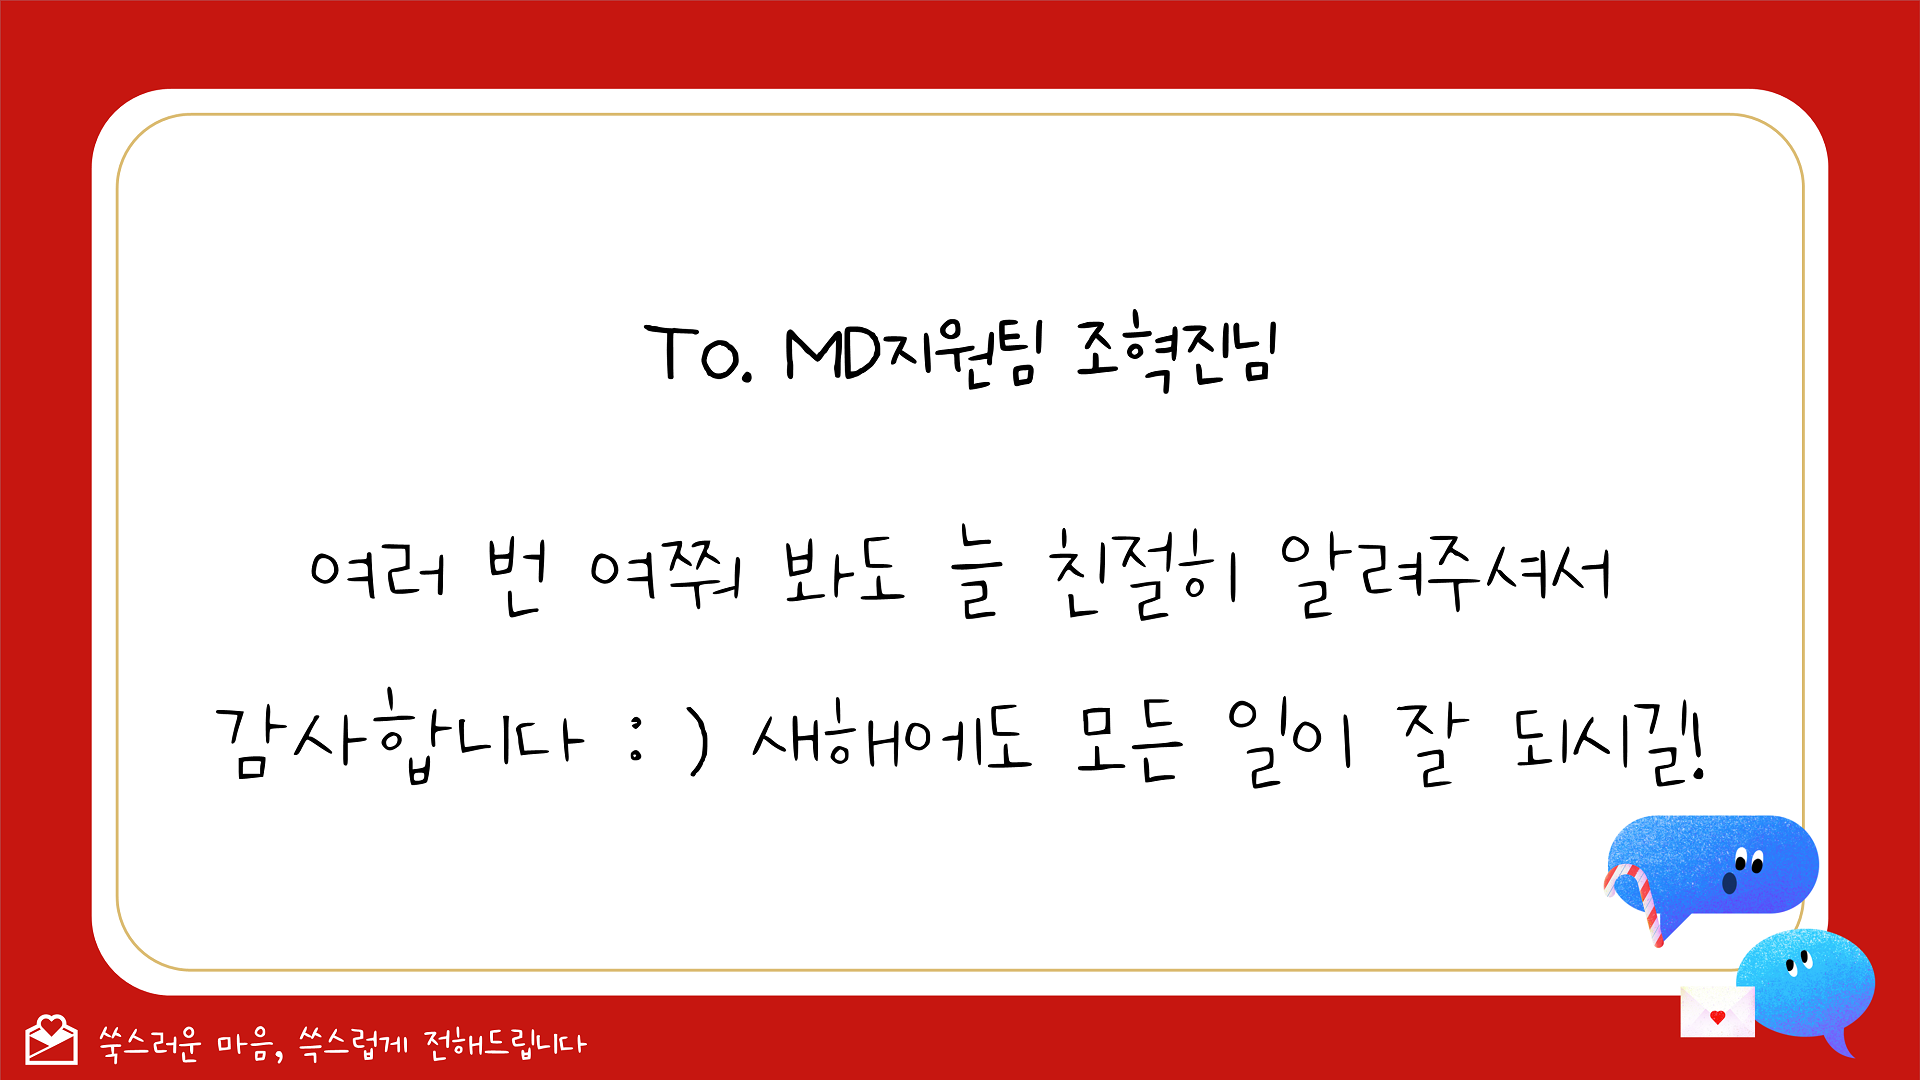 To. MD지원팀 조혁진님
여러 번 여쭤 봐도 늘 친절히 알려주셔서
감사합니다 : ) 새해에도 모든 일이 잘 되시길!
쑥스러운 마음, 쓱스럽게 전해드립니다